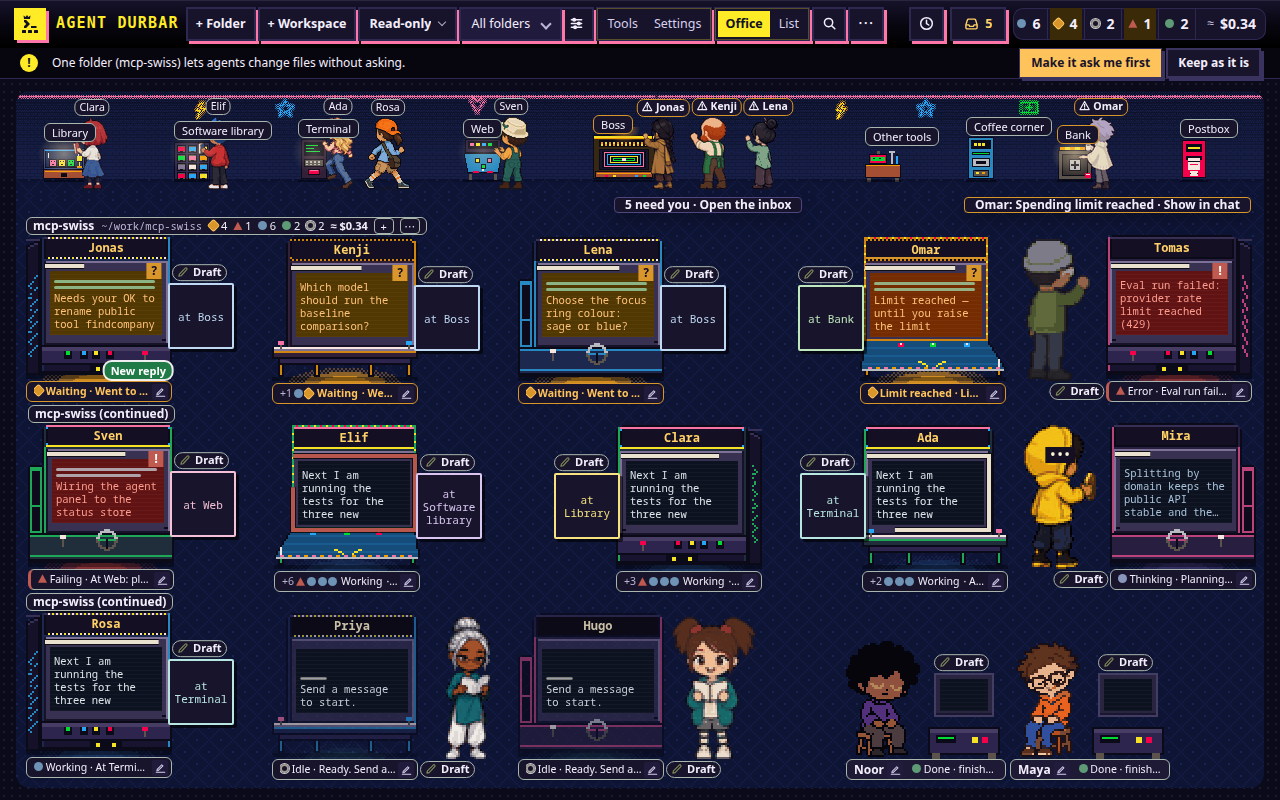 AGENT DURBAR
+ Folder
+ Workspace
Read-only
All folders
Tools
Settings
Office
List
5
6
4
1
2
2
≈ $0.34
One folder (mcp-swiss) lets agents change files without asking.
Make it ask me first
Keep as it is
Clara
Elif
Ada
Rosa
Sven
Jonas
Kenji
Lena
Omar
Library
Software library
Terminal
Web
Boss
Other tools
Coffee corner
Bank
Postbox
5 need you · Open the inbox
Omar: Spending limit reached · Show in chat
mcp-swiss ~/work/mcp-swiss 4 1 6 2 2 ≈ $0.34 + ···
Jonas
Needs your OK to
rename public
tool findcompany
Draft
at Boss
New reply
Waiting · Went to ...
Kenji
Which model
should run the
baseline
comparison?
Draft
at Boss
+1 Waiting · We...
Lena
Choose the focus
ring colour:
sage or blue?
Draft
at Boss
Waiting · Went to ...
Draft
at Bank
Omar
Limit reached —
until you raise
the limit
Limit reached · Li...
Draft
Tomas
Eval run failed:
provider rate
limit reached
(429)
Error · Eval run fail...
mcp-swiss (continued)
Sven
Wiring the agent
panel to the
status store
Draft
at Web
Failing · At Web: pl...
Elif
Next I am
running the
tests for the
three new
Draft
at
Software
library
+6 Working ·...
Draft
at
Library
Clara
Next I am
running the
tests for the
three new
+3 Working ·...
Draft
at
Terminal
Ada
Next I am
running the
tests for the
three new
+2 Working · A...
Draft
Mira
Splitting by
domain keeps the
public API
stable and the…
Thinking · Planning...
mcp-swiss (continued)
Rosa
Next I am
running the
tests for the
three new
Draft
at
Terminal
Working · At Termi...
Priya
Send a message
to start.
Idle · Ready. Send a...
Draft
Hugo
Send a message
to start.
Idle · Ready. Send a...
Draft
Draft
Noor
Done · finish...
Draft
Maya
Done · finish...